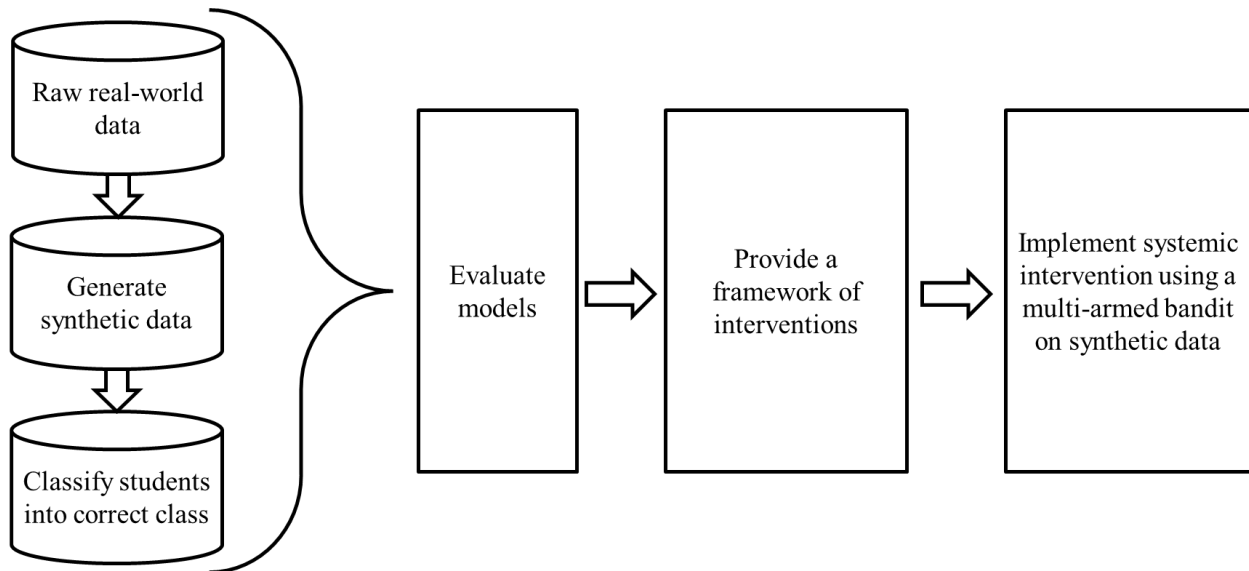 Raw real-world
data
Generate
synthetic data
Classify students
into correct class
Evaluate
models
Provide a
framework of
interventions
Implement systemic
intervention using a
multi-armed bandit
on synthetic data